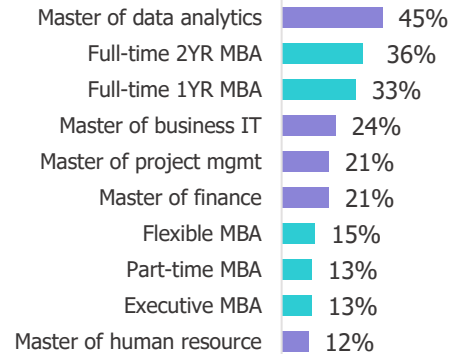 Master of data analytics 45%
Full-time 2YR MBA 36%
Full-time 1YR MBA 33%
Master of business IT 24%
Master of project mgmt 21%
Master of finance 21%
Flexible MBA 15%
Part-time MBA 13%
Executive MBA 13%
Master of human resource 12%